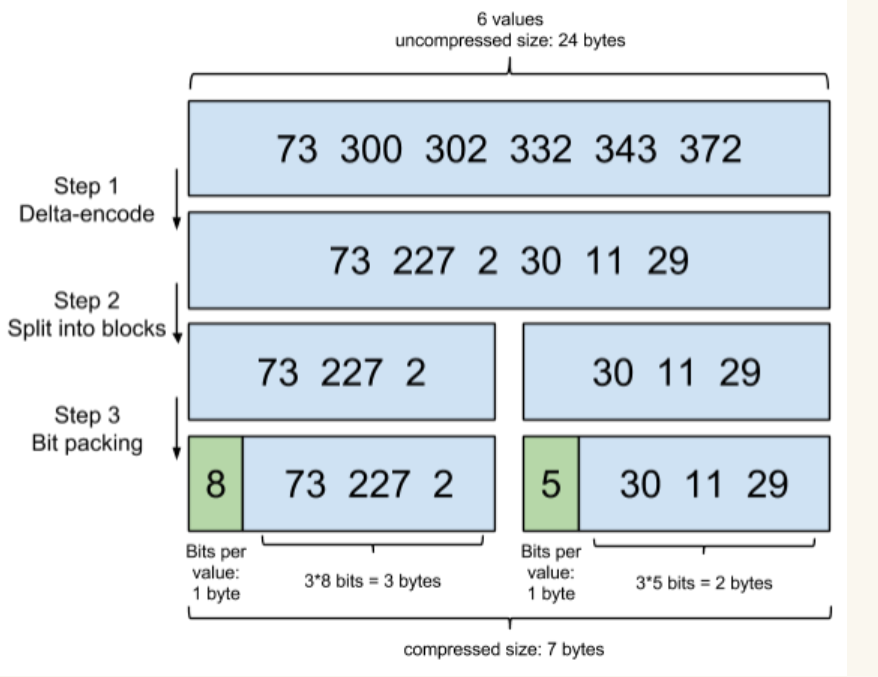 6 values
uncompressed size: 24 bytes
73 300 302 332 343 372
Step 1
Delta-encode
73 227 2 30 11 29
Step 2
Split into blocks
73 227 2
30 11 29
Step 3
Bit packing
8
73 227 2
5
30 11 29
Bits per
value:
1 byte
3*8 bits = 3 bytes
Bits per
value:
1 byte
3*5 bits = 2 bytes
compressed size: 7 bytes